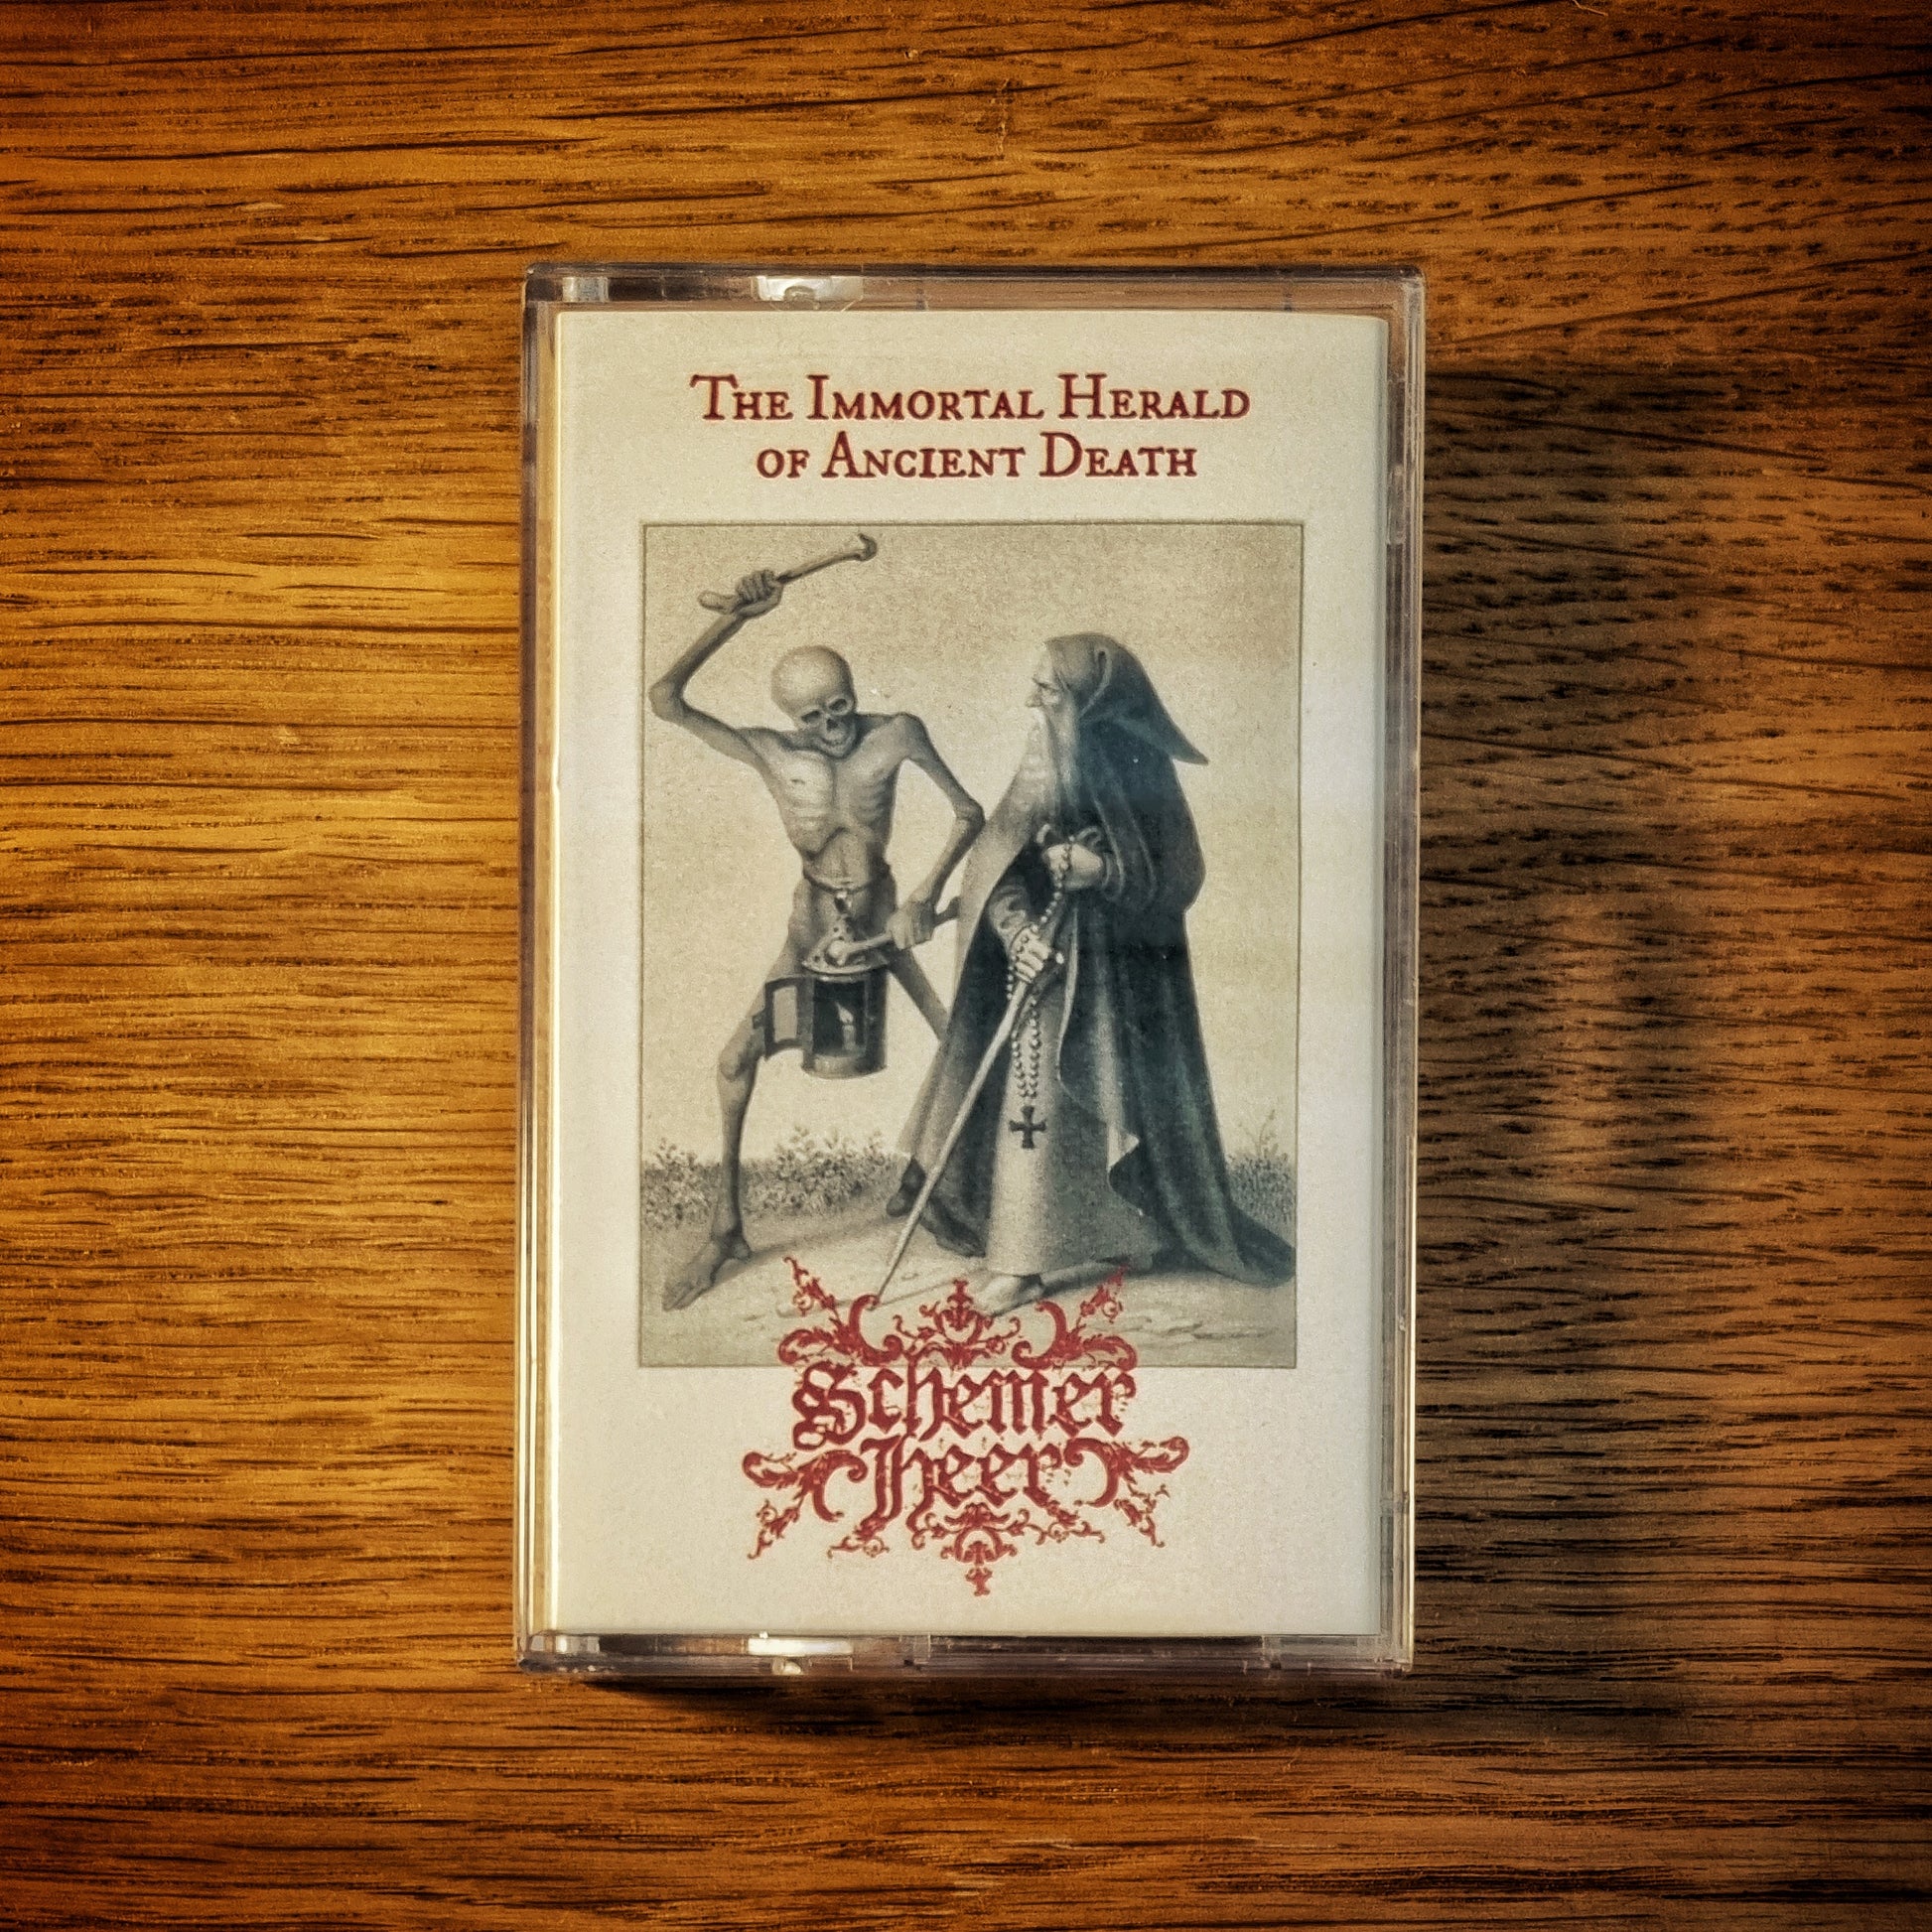 The Immortal Herald
of Ancient Death
Schemer
Heer